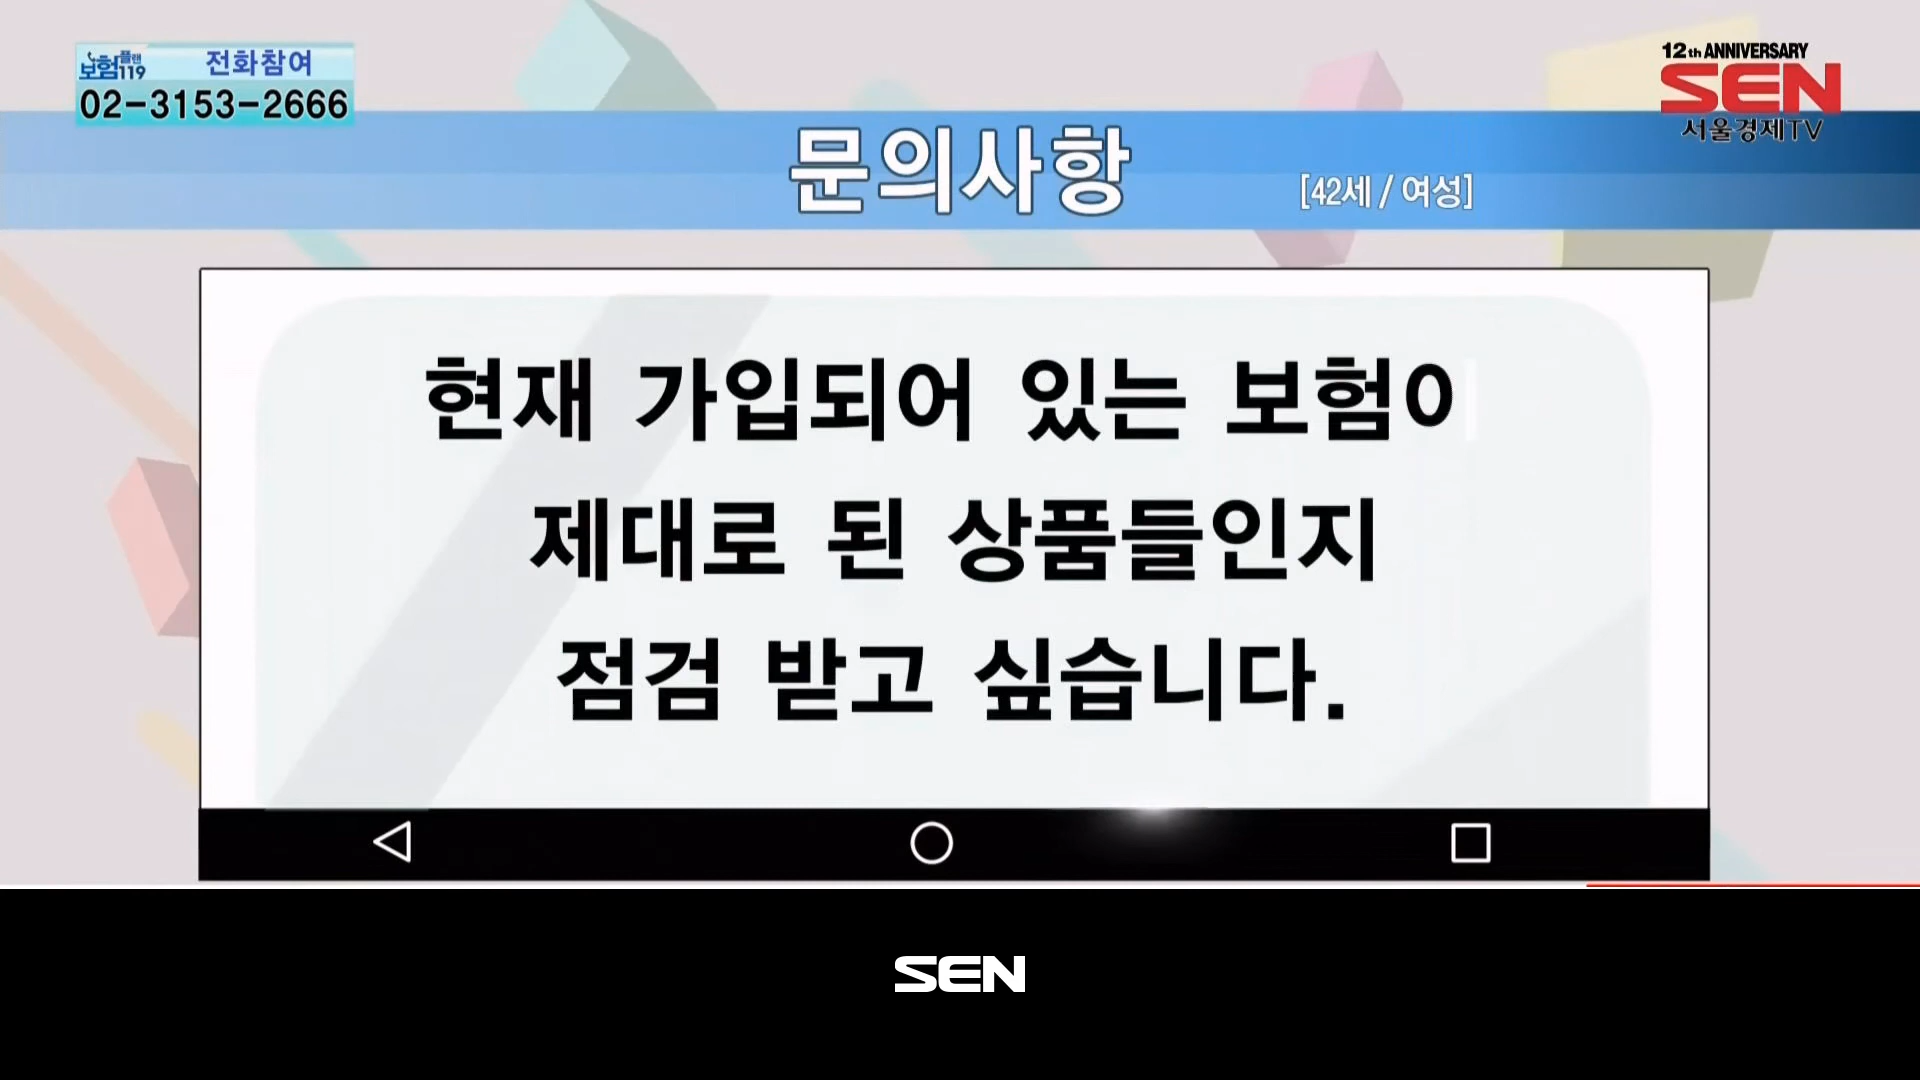 보험플랜119 전화참여
02-3153-2666
12th ANNIVERSARY
SEN
서울경제TV
문의사항
[42세 / 여성]
현재 가입되어 있는 보험이
제대로 된 상품들인지
점검 받고 싶습니다.
SEN